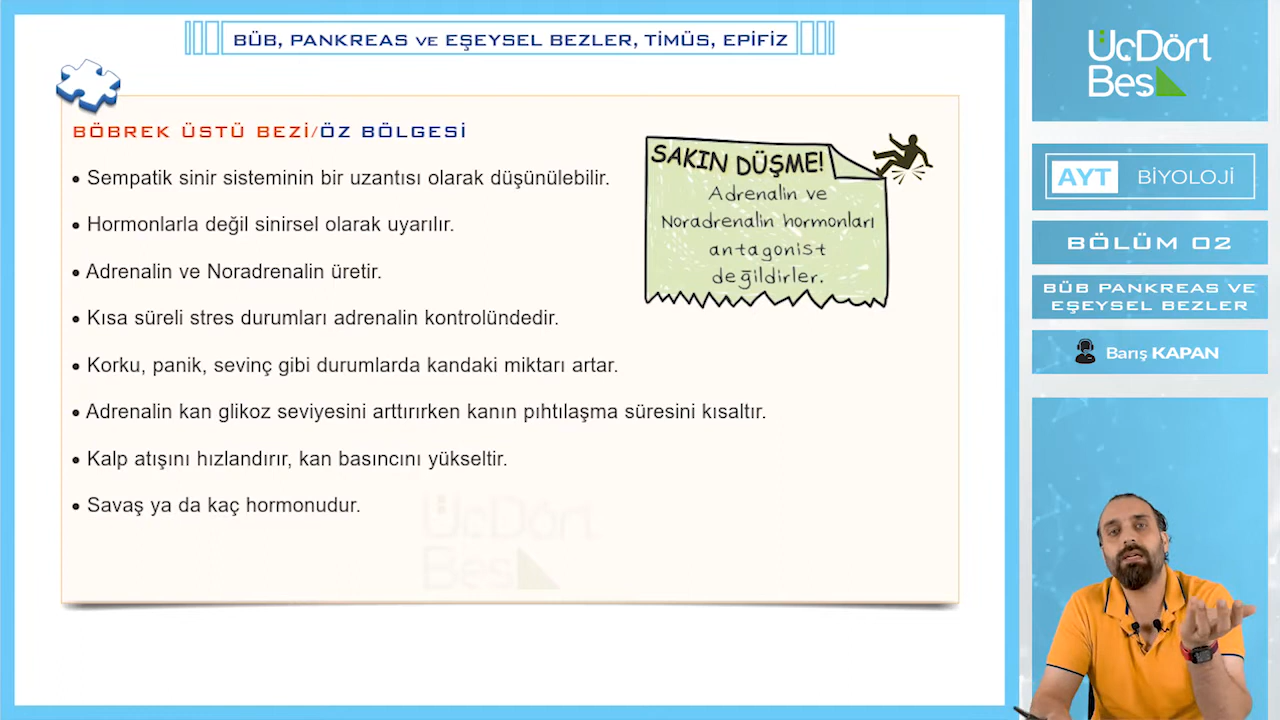 BÜB, PANKREAS VE EŞEYSEL BEZLER, TİMÜS, EPİFİZ
BÖBREK ÜSTÜ BEZİ/ÖZ BÖLGESİ
• Sempatik sinir sisteminin bir uzantısı olarak düşünülebilir.
• Hormonlarla değil sinirsel olarak uyarılır.
• Adrenalin ve Noradrenalin üretir.
• Kısa süreli stres durumları adrenalin kontrolündedir.
• Korku, panik, sevinç gibi durumlarda kandaki miktarı artar.
• Adrenalin kan glikoz seviyesini arttırırken kanın pıhtılaşma süresini kısaltır.
• Kalp atışını hızlandırır, kan basıncını yükseltir.
• Savaş ya da kaç hormonudur.
SAKIN DÜŞME!
Adrenalin ve
Noradrenalin hormonları
antagonist
değildirler.
ÜçDört
Beş
ÜçDört
Beş
AYT BİYOLOJİ
BÖLÜM 02
BÜB PANKREAS VE
EŞEYSEL BEZLER
Barış KAPAN